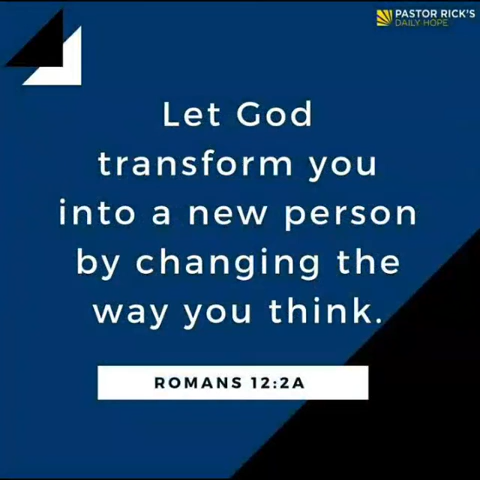 PASTOR RICK'S
DAILY HOPE
Let God
transform you
into a new person
by changing the
way you think.
ROMANS 12:2A